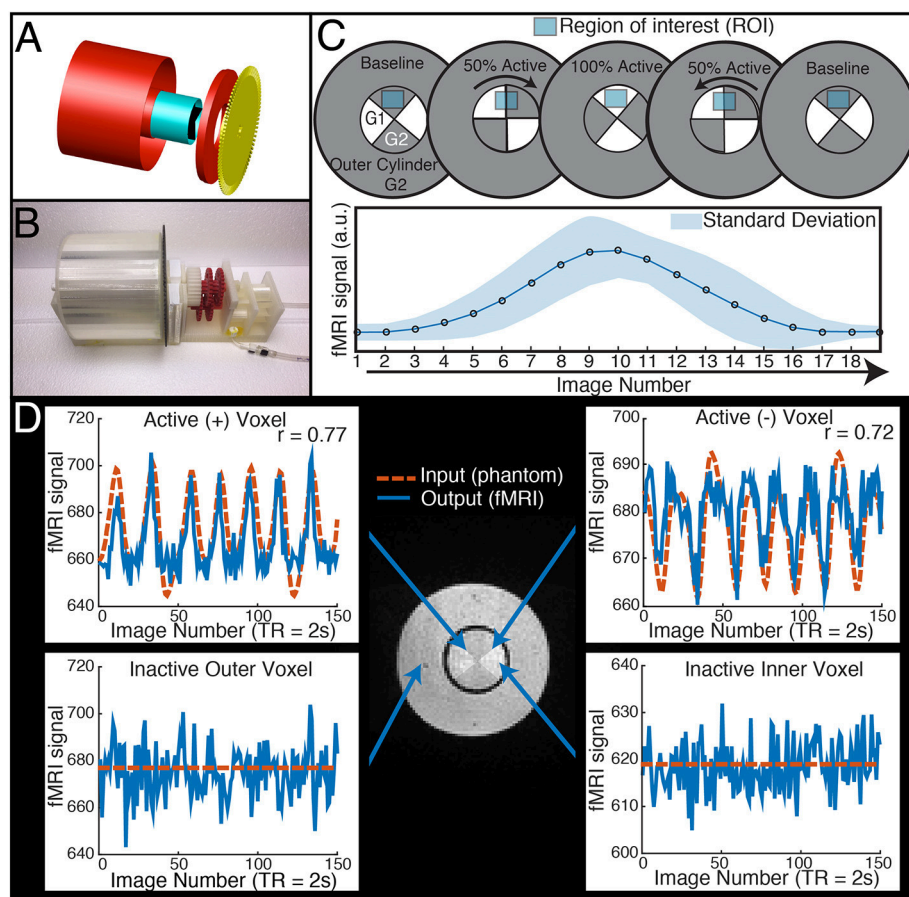 A
B
C
Region of interest (ROI)
Baseline
50% Active
100% Active
50% Active
Baseline
G1
G2
Outer Cylinder
G2
fMRI signal (a.u.)
Standard Deviation
1 2 3 4 5 6 7 8 9 10 11 12 13 14 15 16 17 18
Image Number
D
Active (+) Voxel
r = 0.77
fMRI signal
720
700
680
660
640
0 50 100 150
Image Number (TR = 2s)
Input (phantom)
Output (fMRI)
Active (-) Voxel
r = 0.72
fMRI signal
700
690
680
670
660
0 50 100 150
Image Number (TR = 2s)
Inactive Outer Voxel
fMRI signal
720
700
680
660
640
0 50 100 150
Image Number (TR = 2s)
Inactive Inner Voxel
fMRI signal
640
630
620
610
600
0 50 100 150
Image Number (TR = 2s)